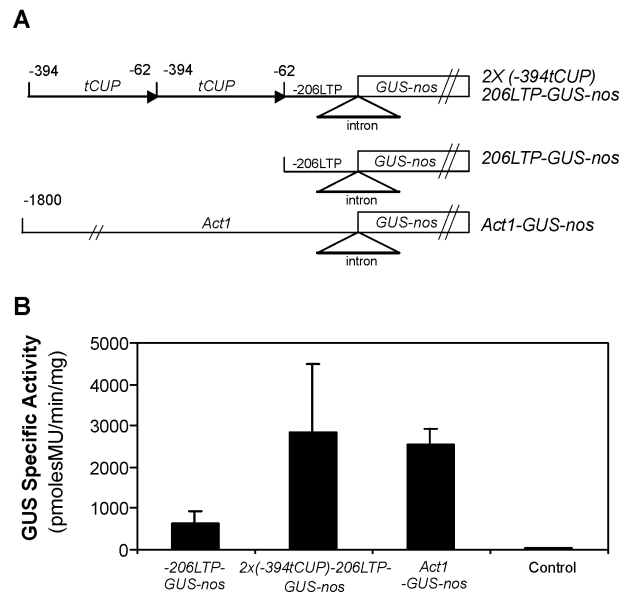 A
-394 -62 -394 -62
tCUP tCUP -206LTP GUS-nos 2X (-394tCUP)
206LTP-GUS-nos
intron
-206LTP GUS-nos 206LTP-GUS-nos
intron
-1800
Act1 GUS-nos Act1-GUS-nos
intron
B
GUS Specific Activity
(pmolesMU/min/mg)
5000
4000
3000
2000
1000
0
-206LTP-
GUS-nos
2x(-394tCUP)-206LTP-
GUS-nos
Act1
-GUS-nos
Control